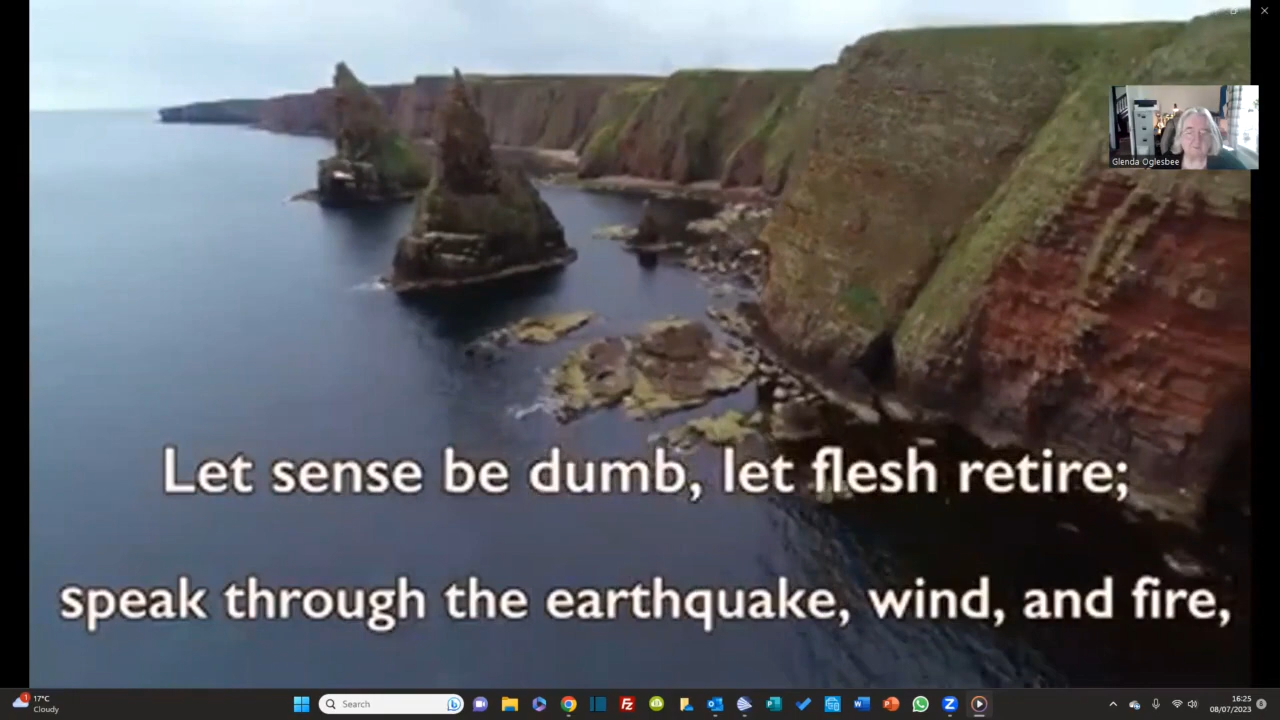 Glenda Oglesbee
Let sense be dumb, let flesh retire;
speak through the earthquake, wind, and fire,
1
17°C
Cloudy
Search
16:25
08/07/2023